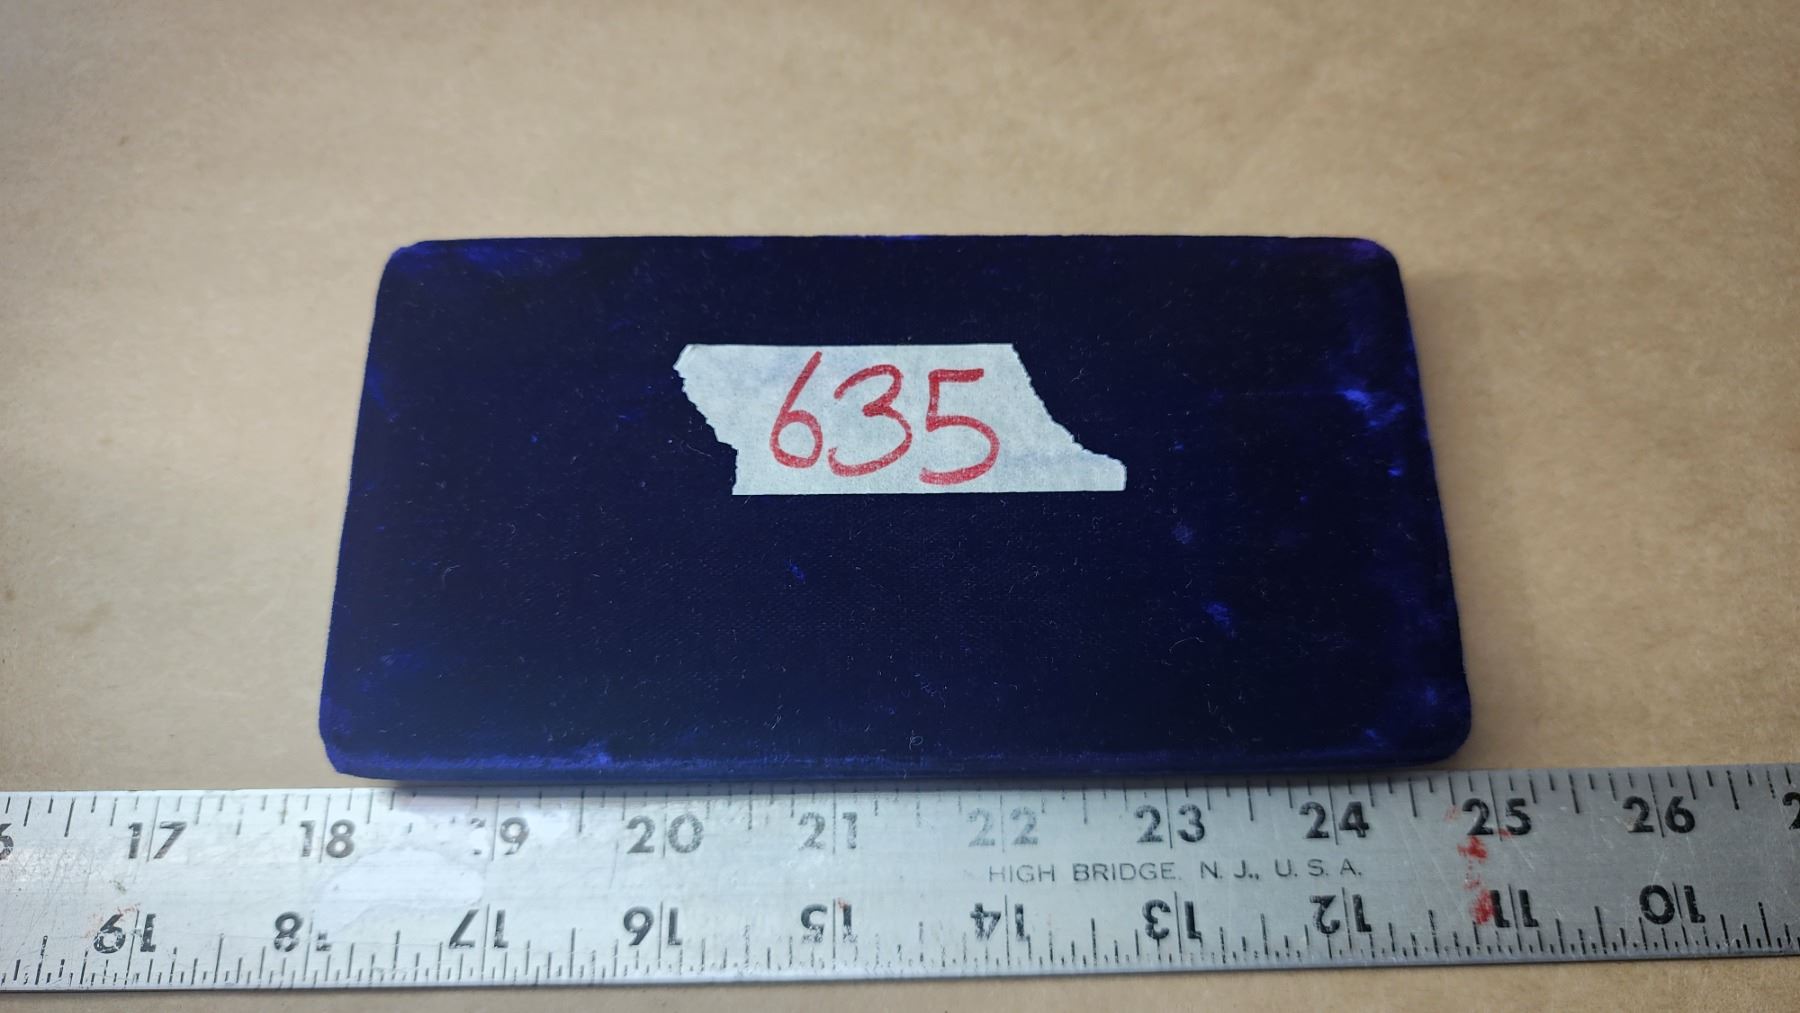 635
17 18 19 20 21 22 23 24 25 26
HIGH BRIDGE, N. J., U. S. A.
19 18 17 16 15 14 13 12 11 10